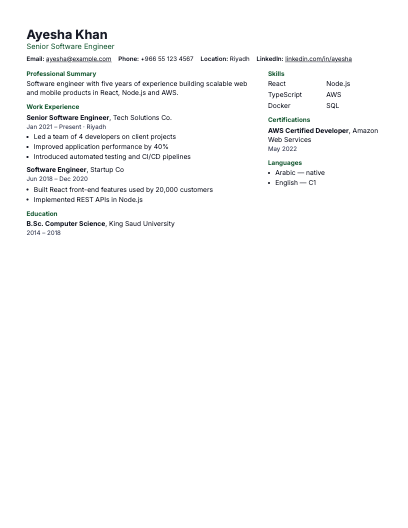 Ayesha Khan
Senior Software Engineer
Email: ayesha@example.com Phone: +966 55 123 4567 Location: Riyadh LinkedIn: linkedin.com/in/ayesha
Professional Summary
Software engineer with five years of experience building scalable web
and mobile products in React, Node.js and AWS.
Work Experience
Senior Software Engineer, Tech Solutions Co.
Jan 2021 – Present · Riyadh
• Led a team of 4 developers on client projects
• Improved application performance by 40%
• Introduced automated testing and CI/CD pipelines
Software Engineer, Startup Co
Jun 2018 – Dec 2020
• Built React front-end features used by 20,000 customers
• Implemented REST APIs in Node.js
Education
B.Sc. Computer Science, King Saud University
2014 – 2018
Skills
React Node.js
TypeScript AWS
Docker SQL
Certifications
AWS Certified Developer, Amazon
Web Services
May 2022
Languages
• Arabic — native
• English — C1